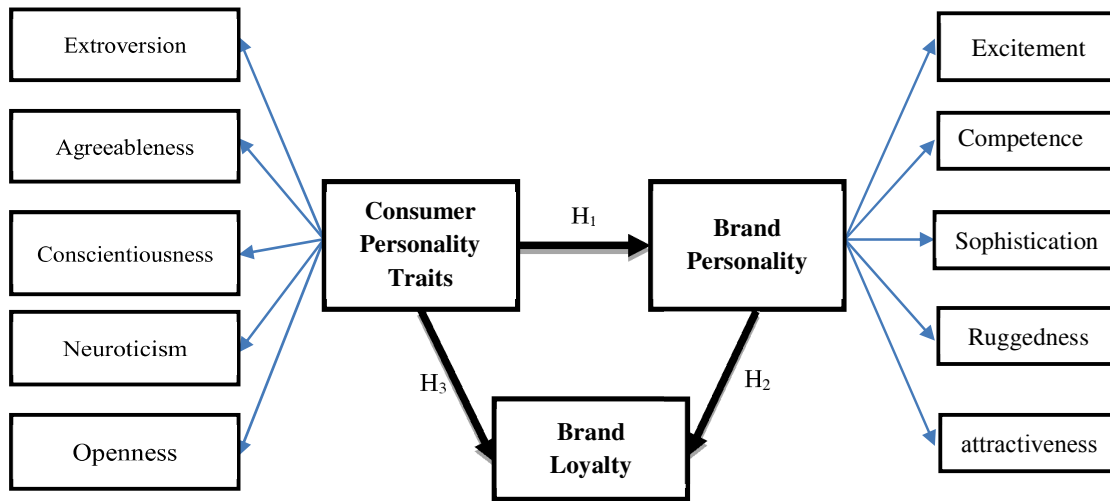 Extroversion
Agreeableness
Conscientiousness
Neuroticism
Openness
Consumer
Personality
Traits
H₁
Brand
Personality
H₃
H₂
Brand
Loyalty
Excitement
Competence
Sophistication
Ruggedness
attractiveness